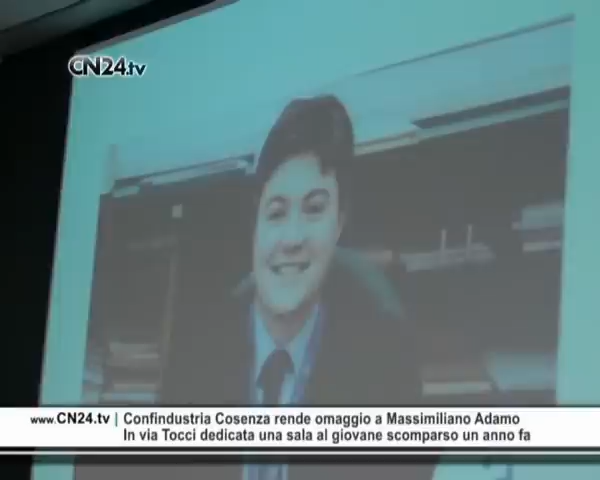 CN24.tv
www.CN24.tv | Confindustria Cosenza rende omaggio a Massimiliano Adamo
In via Tocci dedicata una sala al giovane scomparso un anno fa